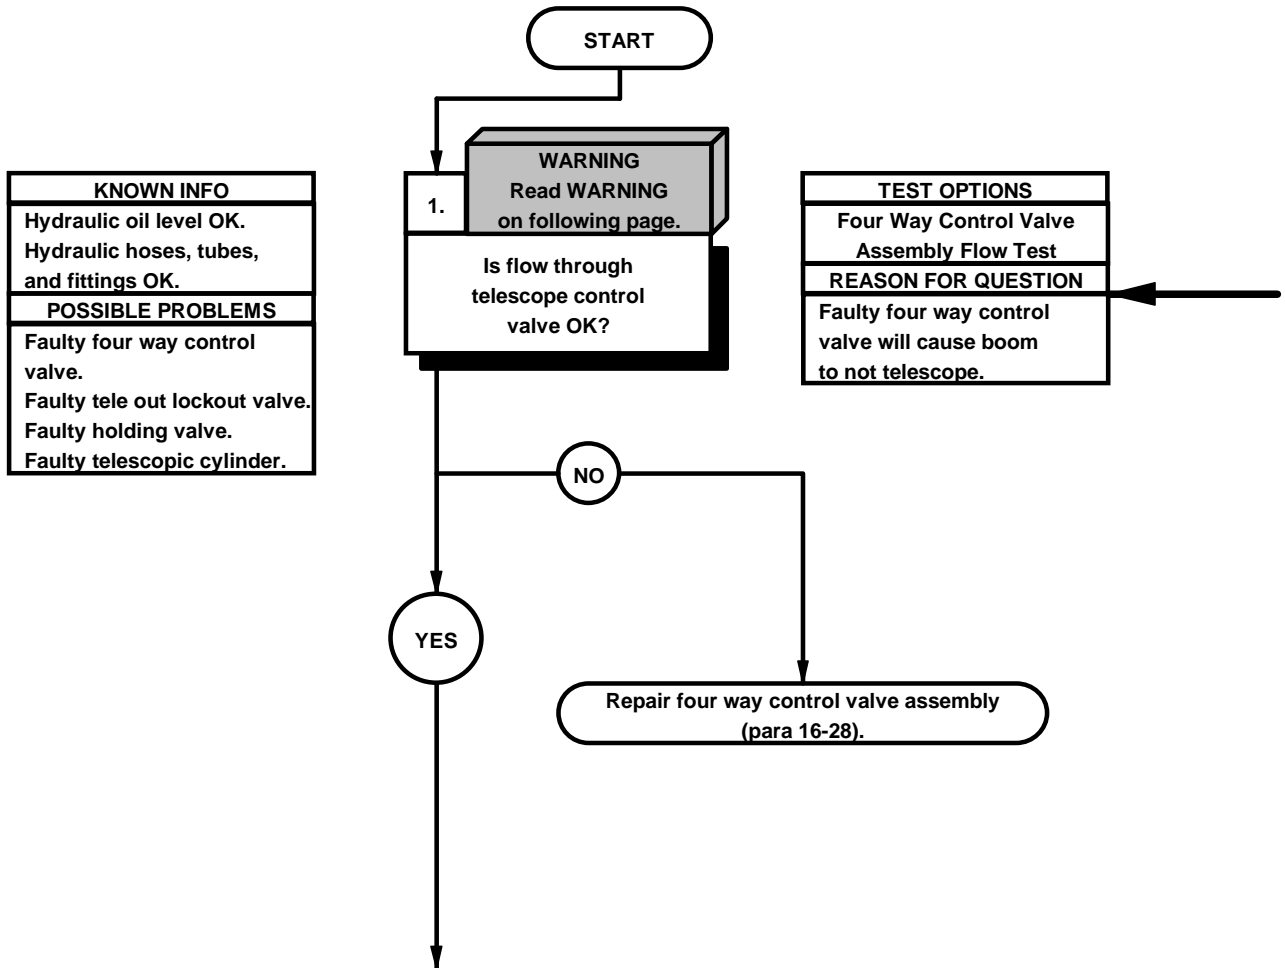 START
KNOWN INFO
Hydraulic oil level OK.
Hydraulic hoses, tubes,
and fittings OK.
POSSIBLE PROBLEMS
Faulty four way control
valve.
Faulty tele out lockout valve.
Faulty holding valve.
Faulty telescopic cylinder.
WARNING
Read WARNING
on following page.
1.
Is flow through
telescope control
valve OK?
TEST OPTIONS
Four Way Control Valve
Assembly Flow Test
REASON FOR QUESTION
Faulty four way control
valve will cause boom
to not telescope.
NO
YES
Repair four way control valve assembly
(para 16-28).